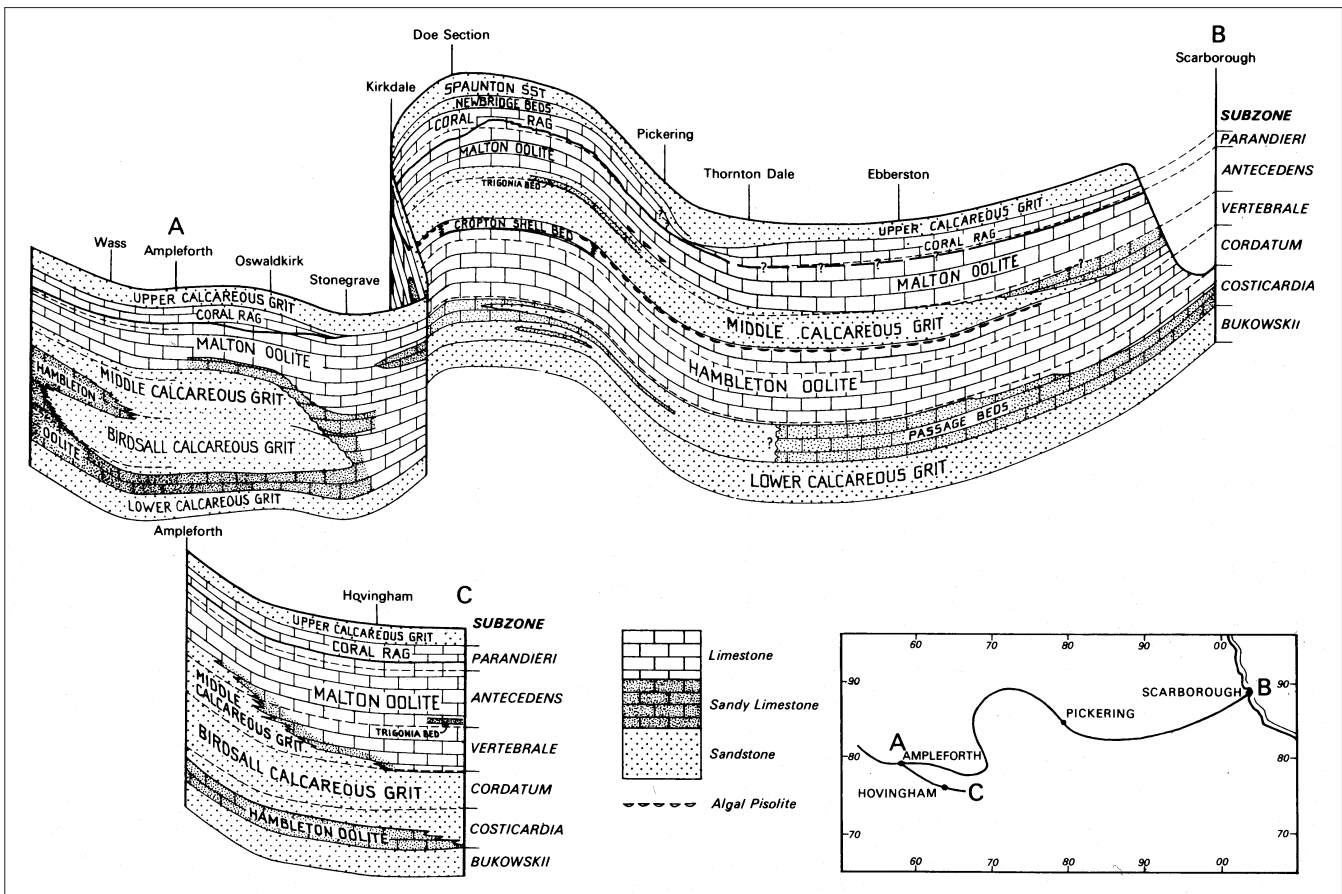 Doe Section
B
Scarborough
Kirkdale
SPAUNTON SST
NEWBRIDGE BEDS
CORAL RAG
MALTON OOLITE
TRIGONIA BED
CROPTON SHELL BED
Pickering
?
Thornton Dale
Ebberston
SUBZONE
PARANDIERI
ANTECEDENS
VERTEBRALE
CORDATUM
COSTICARDIA
BUKOWSKII
UPPER CALCAREOUS GRIT
CORAL RAG
? ? ? ?
MALTON OOLITE
?
MIDDLE CALCAREOUS GRIT
HAMBLETON OOLITE
PASSAGE BEDS
?
LOWER CALCAREOUS GRIT
A
Wass
Ampleforth
Oswaldkirk
Stonegrave
UPPER CALCAREOUS GRIT
CORAL RAG
MALTON OOLITE
MIDDLE CALCAREOUS GRIT
HAMBLETON
OOLITE
BIRDSALL CALCAREOUS GRIT
LOWER CALCAREOUS GRIT
Ampleforth
Hovingham
C
SUBZONE
UPPER CALCAREOUS GRIT
CORAL RAG
PARANDIERI
MALTON OOLITE
ANTECEDENS
MIDDLE
CALCAREOUS GRIT
TRIGONIA BED
VERTEBRALE
BIRDSALL CALCAREOUS GRIT
CORDATUM
HAMBLETON OOLITE
COSTICARDIA
BUKOWSKII
Limestone
Sandy Limestone
Sandstone
Algal Pisolite
60 70 80 90 00
90
90
SCARBOROUGH B
PICKERING
A
AMPLEFORTH
80
80
HOVINGHAM C
70
70
60 70 80 90 00